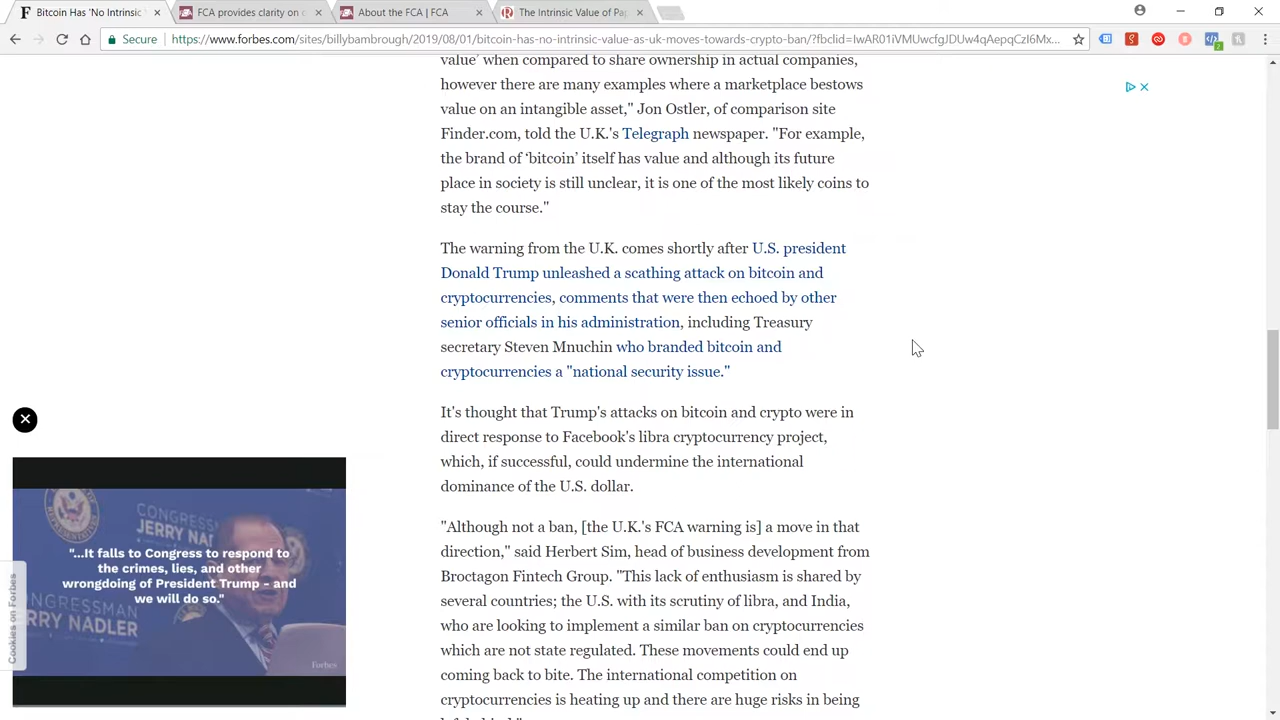 Bitcoin Has 'No Intrinsic
FCA provides clarity on c
About the FCA | FCA
The Intrinsic Value of Pap
Secure
https://www.forbes.com/sites/billybambrough/2019/08/01/bitcoin-has-no-intrinsic-value-as-uk-moves-towards-crypto-ban/?fbclid=IwAR01iVMUwcfgJDUw4qAepqCzI6Mx...
value' when compared to share ownership in actual companies,
however there are many examples where a marketplace bestows
value on an intangible asset," Jon Ostler, of comparison site
Finder.com, told the U.K.'s Telegraph newspaper. "For example,
the brand of 'bitcoin' itself has value and although its future
place in society is still unclear, it is one of the most likely coins to
stay the course."
The warning from the U.K. comes shortly after U.S. president
Donald Trump unleashed a scathing attack on bitcoin and
cryptocurrencies, comments that were then echoed by other
senior officials in his administration, including Treasury
secretary Steven Mnuchin who branded bitcoin and
cryptocurrencies a "national security issue."
It's thought that Trump's attacks on bitcoin and crypto were in
direct response to Facebook's libra cryptocurrency project,
which, if successful, could undermine the international
dominance of the U.S. dollar.
"Although not a ban, [the U.K.'s FCA warning is] a move in that
direction," said Herbert Sim, head of business development from
Broctagon Fintech Group. "This lack of enthusiasm is shared by
several countries; the U.S. with its scrutiny of libra, and India,
who are looking to implement a similar ban on cryptocurrencies
which are not state regulated. These movements could end up
coming back to bite. The international competition on
cryptocurrencies is heating up and there are huge risks in being
CONGRESS
JERRY NAD
"...It falls to Congress to respond to
the crimes, lies, and other
wrongdoing of President Trump - and
we will do so."
CONGRESSMAN
RRY NADLER
Forbes
Cookies on Forbes